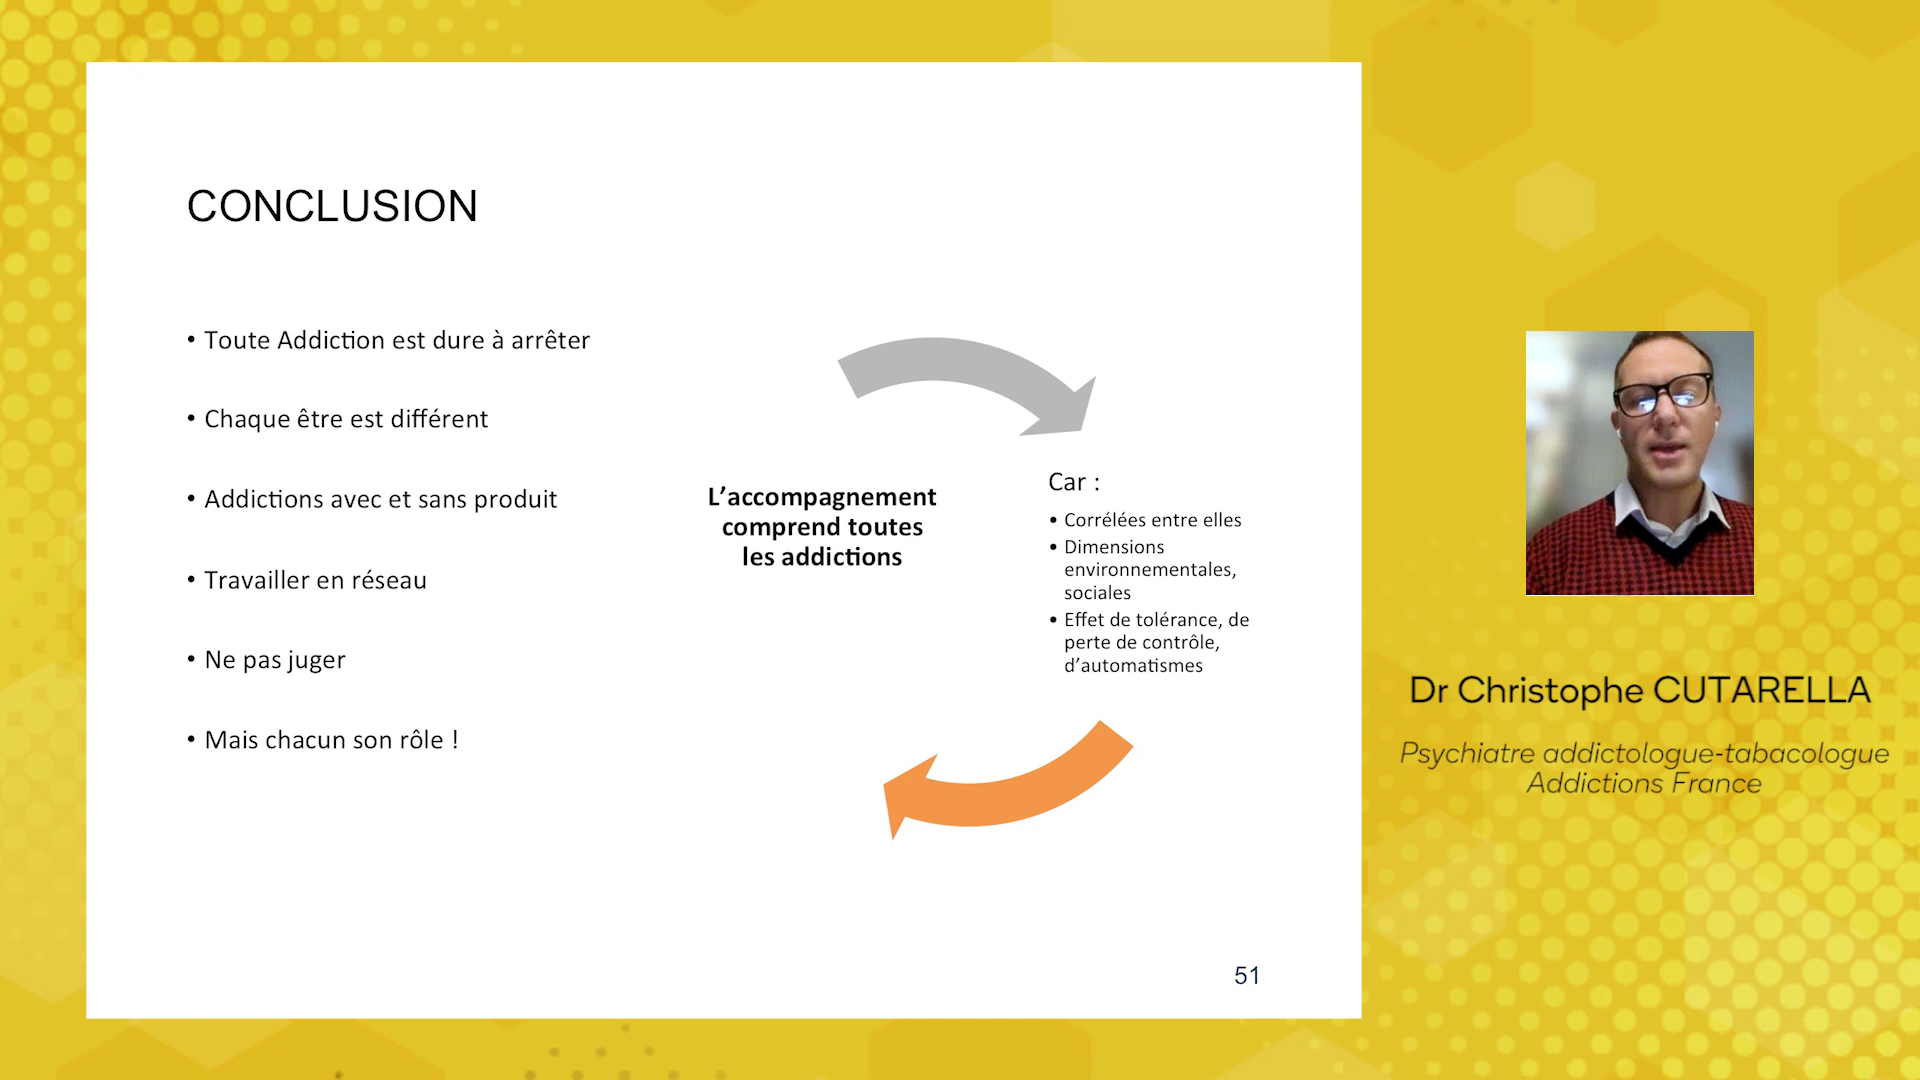 CONCLUSION
• Toute Addiction est dure à arrêter
• Chaque être est différent
• Addictions avec et sans produit
• Travailler en réseau
• Ne pas juger
• Mais chacun son rôle !
L’accompagnement
comprend toutes
les addictions
Car :
• Corrélées entre elles
• Dimensions
environnementales,
sociales
• Effet de tolérance, de
perte de contrôle,
d’automatismes
51
Dr Christophe CUTARELLA
Psychiatre addictologue-tabacologue
Addictions France